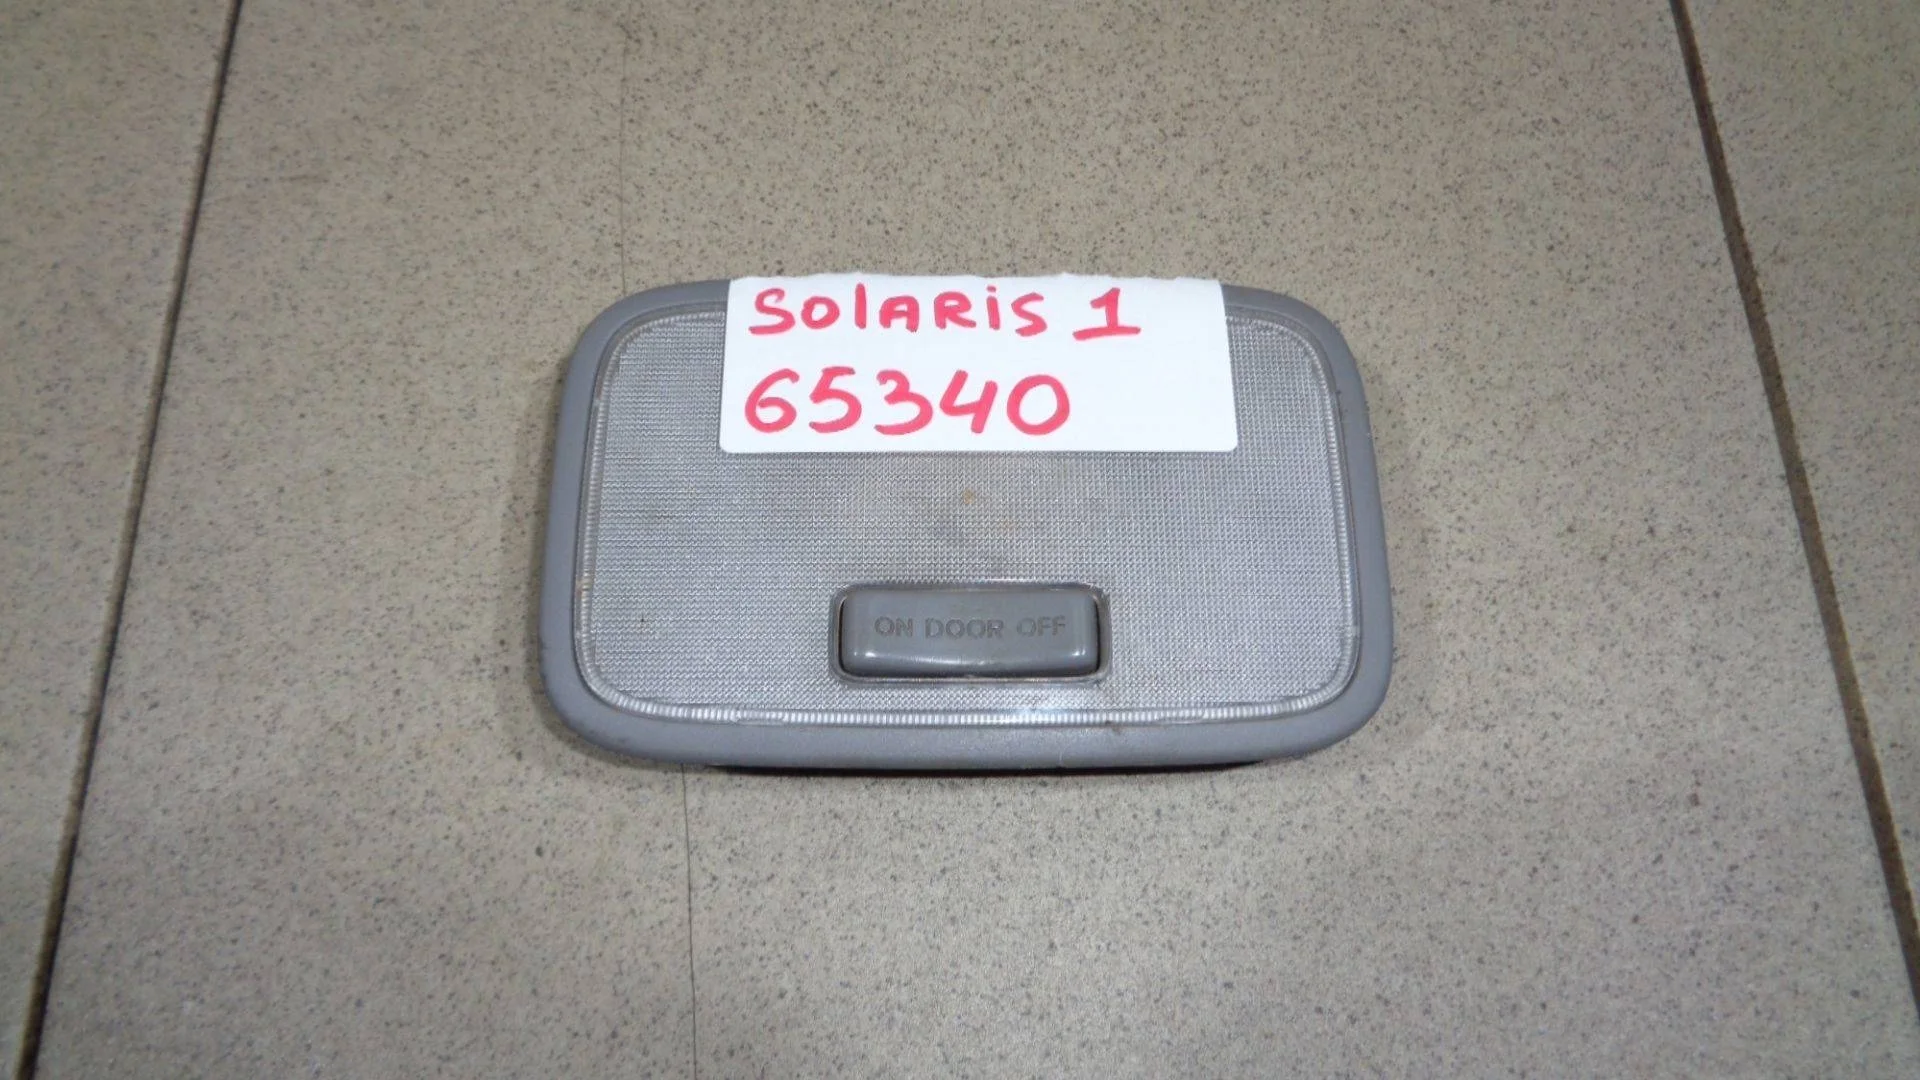 SOLARiS 1
65340
ON DOOR OFF